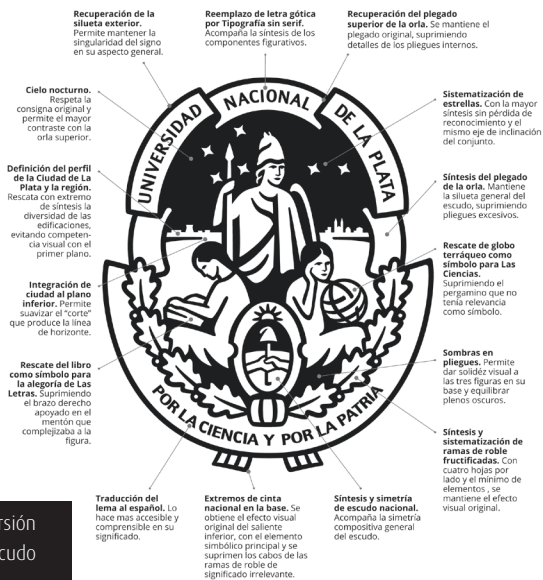 Recuperación de la
silueta exterior.
Permite mantener la
singularidad del signo
en su aspecto general.
Reemplazo de letra gótica
por Tipografía sin serif.
Acompaña la síntesis de los
componentes figurativos.
Recuperación del plegado
superior de la orla. Se mantiene el
plegado original, suprimiendo
detalles de los pliegues internos.
Cielo nocturno.
Respeta la
consigna original y
permite el mayor
contraste con la
orla superior.
Definición del perfil
de la Ciudad de La
Plata y la región.
Rescata con extremo
de síntesis la
diversidad de las
edificaciones,
evitando competen-
cia visual con el
primer plano.
Integración de
ciudad al plano
inferior. Permite
suavizar el "corte"
que produce la línea
de horizonte.
Rescate del libro
como símbolo para
la alegoría de Las
Letras. Suprimiendo
el brazo derecho
apoyado en el
mentón que
complejizaba a la
figura.
UNIVERSIDAD NACIONAL DE LA PLATA
POR LA CIENCIA Y POR LA PATRIA
Sistematización de
estrellas. Con la mayor
síntesis sin pérdida de
reconocimiento y el
mismo eje de inclinación
del conjunto.
Síntesis del plegado
de la orla. Mantiene
la silueta general del
escudo, suprimiendo
pliegues excesivos.
Rescate de globo
terráqueo como
símbolo para Las
Ciencias.
Suprimiendo el
pergamino que no
tenía relevancia
como símbolo.
Sombras en
pliegues. Permite
dar solidéz visual a
las tres figuras en su
base y equilibrar
plenos oscuros.
Síntesis y
sistematización de
ramas de roble
fructificadas. Con
cuatro hojas por
lado y el mínimo de
elementos , se
mantiene el efecto
visual original.
Traducción del
lema al español. Lo
hace mas accesible y
comprensible en su
significado.
Extremos de cinta
nacional en la base. Se
obtiene el efecto visual
original del saliente
inferior, con el elemento
simbólico principal y se
suprimen los cabos de las
ramas de roble de
significado irrelevante.
Síntesis y simetría
de escudo nacional.
Acompaña la simetría
compositiva general
del escudo.
rsión
cudo